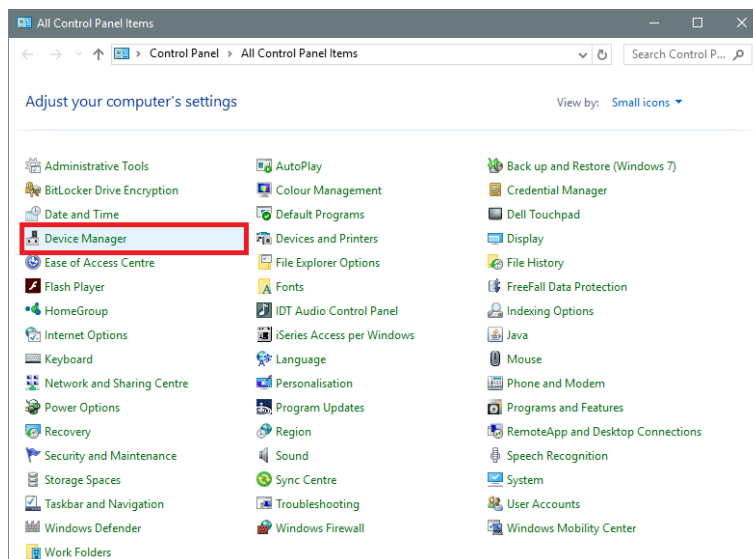 All Control Panel Items
Control Panel > All Control Panel Items
Search Control P...
Adjust your computer's settings
View by: Small icons
Administrative Tools AutoPlay Back up and Restore (Windows 7)
BitLocker Drive Encryption Colour Management Credential Manager
Date and Time Default Programs Dell Touchpad
Device Manager Devices and Printers Display
Ease of Access Centre File Explorer Options File History
Flash Player Fonts FreeFall Data Protection
HomeGroup IDT Audio Control Panel Indexing Options
Internet Options iSeries Access per Windows Java
Keyboard Language Mouse
Network and Sharing Centre Personalisation Phone and Modem
Power Options Program Updates Programs and Features
Recovery Region RemoteApp and Desktop Connections
Security and Maintenance Sound Speech Recognition
Storage Spaces Sync Centre System
Taskbar and Navigation Troubleshooting User Accounts
Windows Defender Windows Firewall Windows Mobility Center
Work Folders